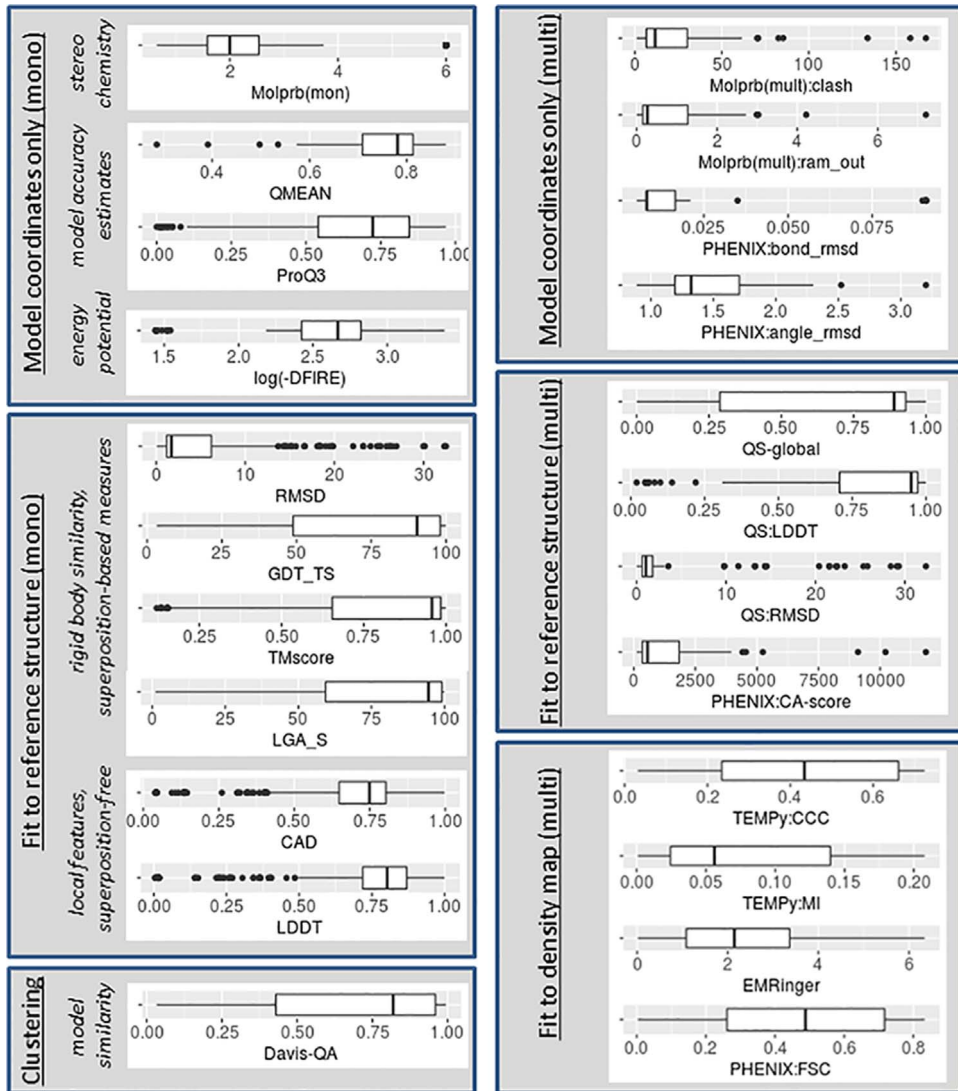 Model coordinates only (mono)
stereo
chemistry
2 4 6
Molprb(mon)
model accuracy
estimates
0.4 0.6 0.8
QMEAN
0.00 0.25 0.50 0.75 1.00
ProQ3
energy
potential
1.5 2.0 2.5 3.0
log(-DFIRE)
Fit to reference structure (mono)
rigid body similarity,
superposition-based measures
0 10 20 30
RMSD
0 25 50 75 100
GDT_TS
0.25 0.50 0.75 1.00
TMscore
0 25 50 75 100
LGA_S
local features,
superposition-free
0.00 0.25 0.50 0.75 1.00
CAD
0.00 0.25 0.50 0.75 1.00
LDDT
Clustering
model
similarity
0.00 0.25 0.50 0.75 1.00
Davis-QA
Model coordinates only (multi)
0 50 100 150
Molprb(mult):clash
0 2 4 6
Molprb(mult):ram_out
0.025 0.050 0.075
PHENIX:bond_rmsd
1.0 1.5 2.0 2.5 3.0
PHENIX:angle_rmsd
Fit to reference structure (multi)
0.00 0.25 0.50 0.75 1.00
QS-global
0.00 0.25 0.50 0.75 1.00
QS:LDDT
0 10 20 30
QS:RMSD
0 2500 5000 7500 10000
PHENIX:CA-score
Fit to density map (multi)
0.0 0.2 0.4 0.6
TEMPy:CCC
0.00 0.05 0.10 0.15 0.20
TEMPy:MI
0 2 4 6
EMRinger
0.0 0.2 0.4 0.6 0.8
PHENIX:FSC